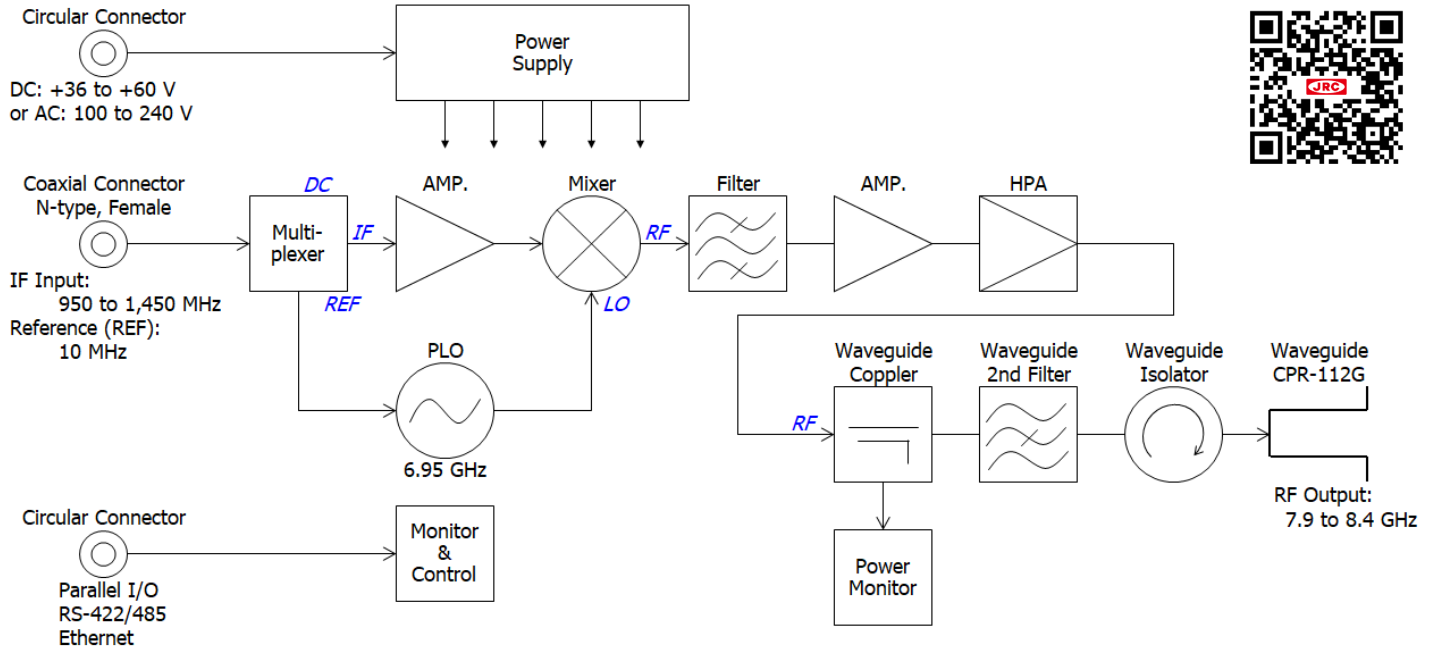 Circular Connector
DC: +36 to +60 V
or AC: 100 to 240 V
Power
Supply
JRC
Coaxial Connector
N-type, Female
IF Input:
950 to 1,450 MHz
Reference (REF):
10 MHz
DC
Multi-
plexer
IF
REF
AMP.
Mixer
RF
LO
Filter
AMP.
HPA
PLO
6.95 GHz
RF
Waveguide
Coppler
Waveguide
2nd Filter
Waveguide
Isolator
Waveguide
CPR-112G
RF Output:
7.9 to 8.4 GHz
Power
Monitor
Circular Connector
Parallel I/O
RS-422/485
Ethernet
Monitor
&
Control